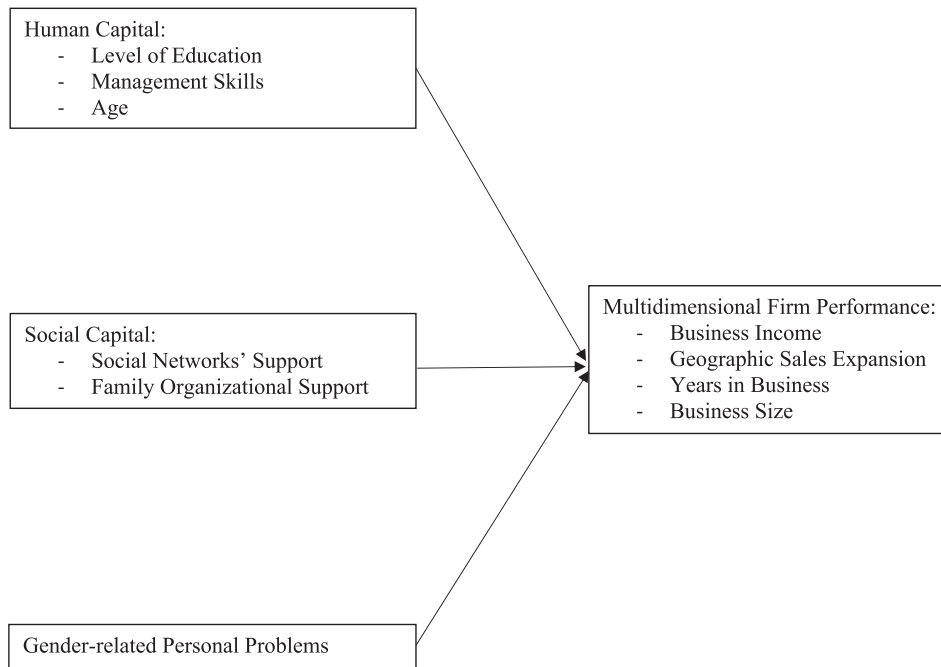 Human Capital:
- Level of Education
- Management Skills
- Age
Social Capital:
- Social Networks’ Support
- Family Organizational Support
Gender-related Personal Problems
Multidimensional Firm Performance:
- Business Income
- Geographic Sales Expansion
- Years in Business
- Business Size